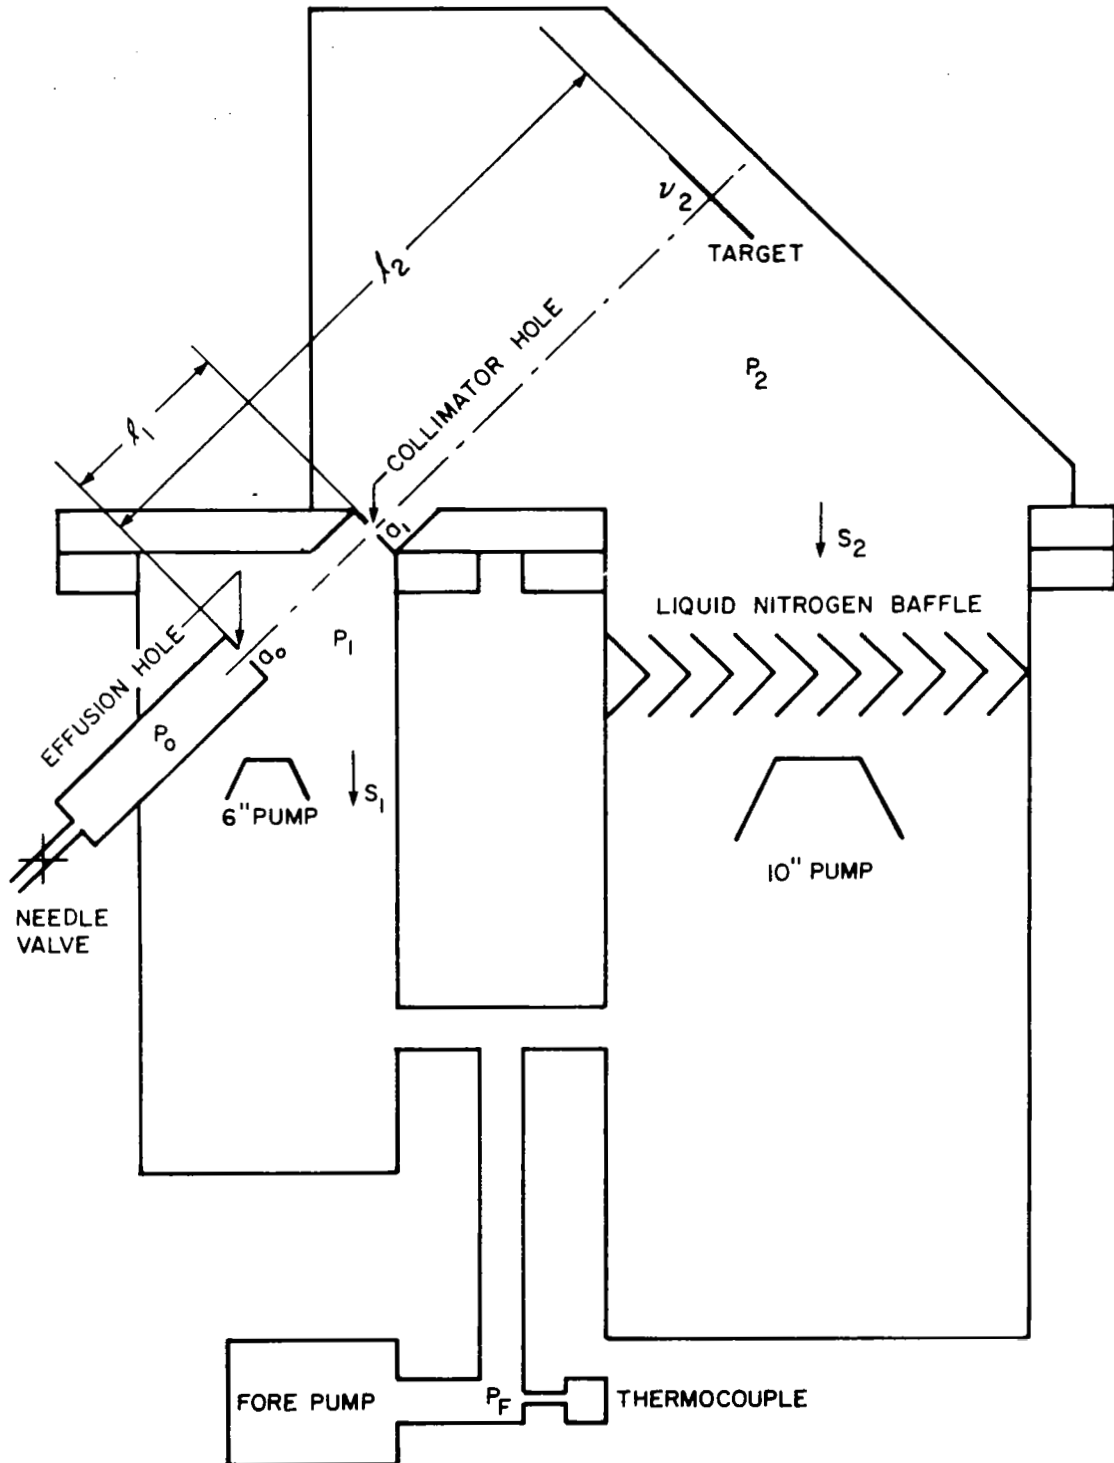 ν2
TARGET
l2
COLLIMATOR HOLE
P2
l1
a1
S2
LIQUID NITROGEN BAFFLE
EFFUSION HOLE
a0
P1
P0
S1
6" PUMP
10" PUMP
NEEDLE
VALVE
FORE PUMP
PF
THERMOCOUPLE